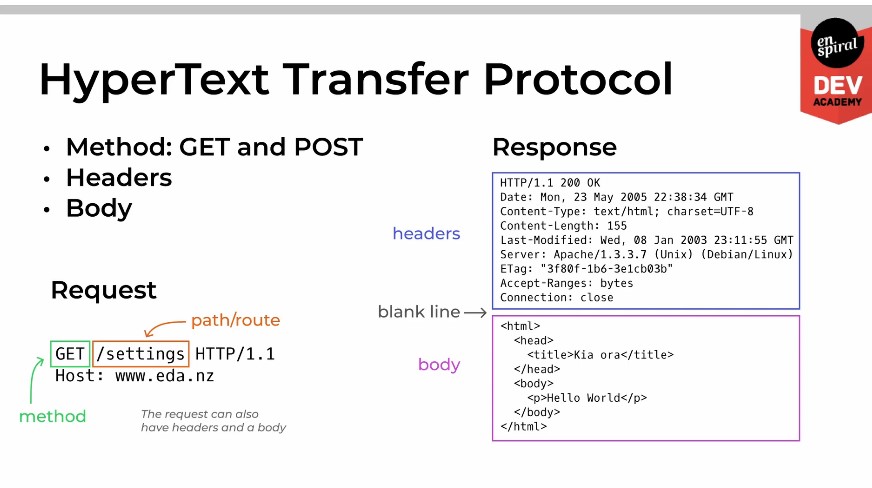 HyperText Transfer Protocol
en
spiral
DEV
ACADEMY
• Method: GET and POST
• Headers
• Body
Request
path/route
GET /settings HTTP/1.1
Host: www.eda.nz
method
The request can also
have headers and a body
Response
headers
HTTP/1.1 200 OK
Date: Mon, 23 May 2005 22:38:34 GMT
Content-Type: text/html; charset=UTF-8
Content-Length: 155
Last-Modified: Wed, 08 Jan 2003 23:11:55 GMT
Server: Apache/1.3.3.7 (Unix) (Debian/Linux)
ETag: "3f80f-1b6-3e1cb03b"
Accept-Ranges: bytes
Connection: close
blank line
body
<html>
  <head>
    <title>Kia ora</title>
  </head>
  <body>
    <p>Hello World</p>
  </body>
</html>